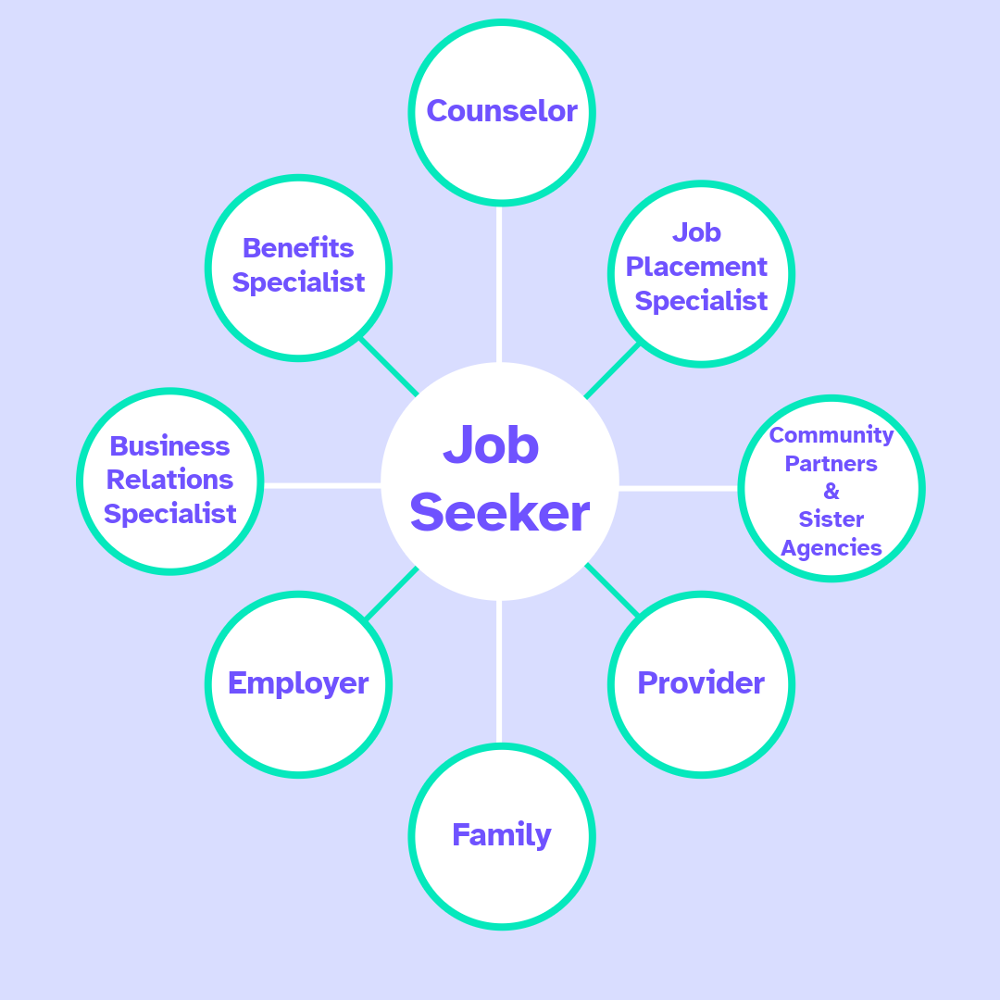 Counselor
Benefits
Specialist
Job
Placement
Specialist
Business
Relations
Specialist
Job
Seeker
Community
Partners
&
Sister
Agencies
Employer
Provider
Family